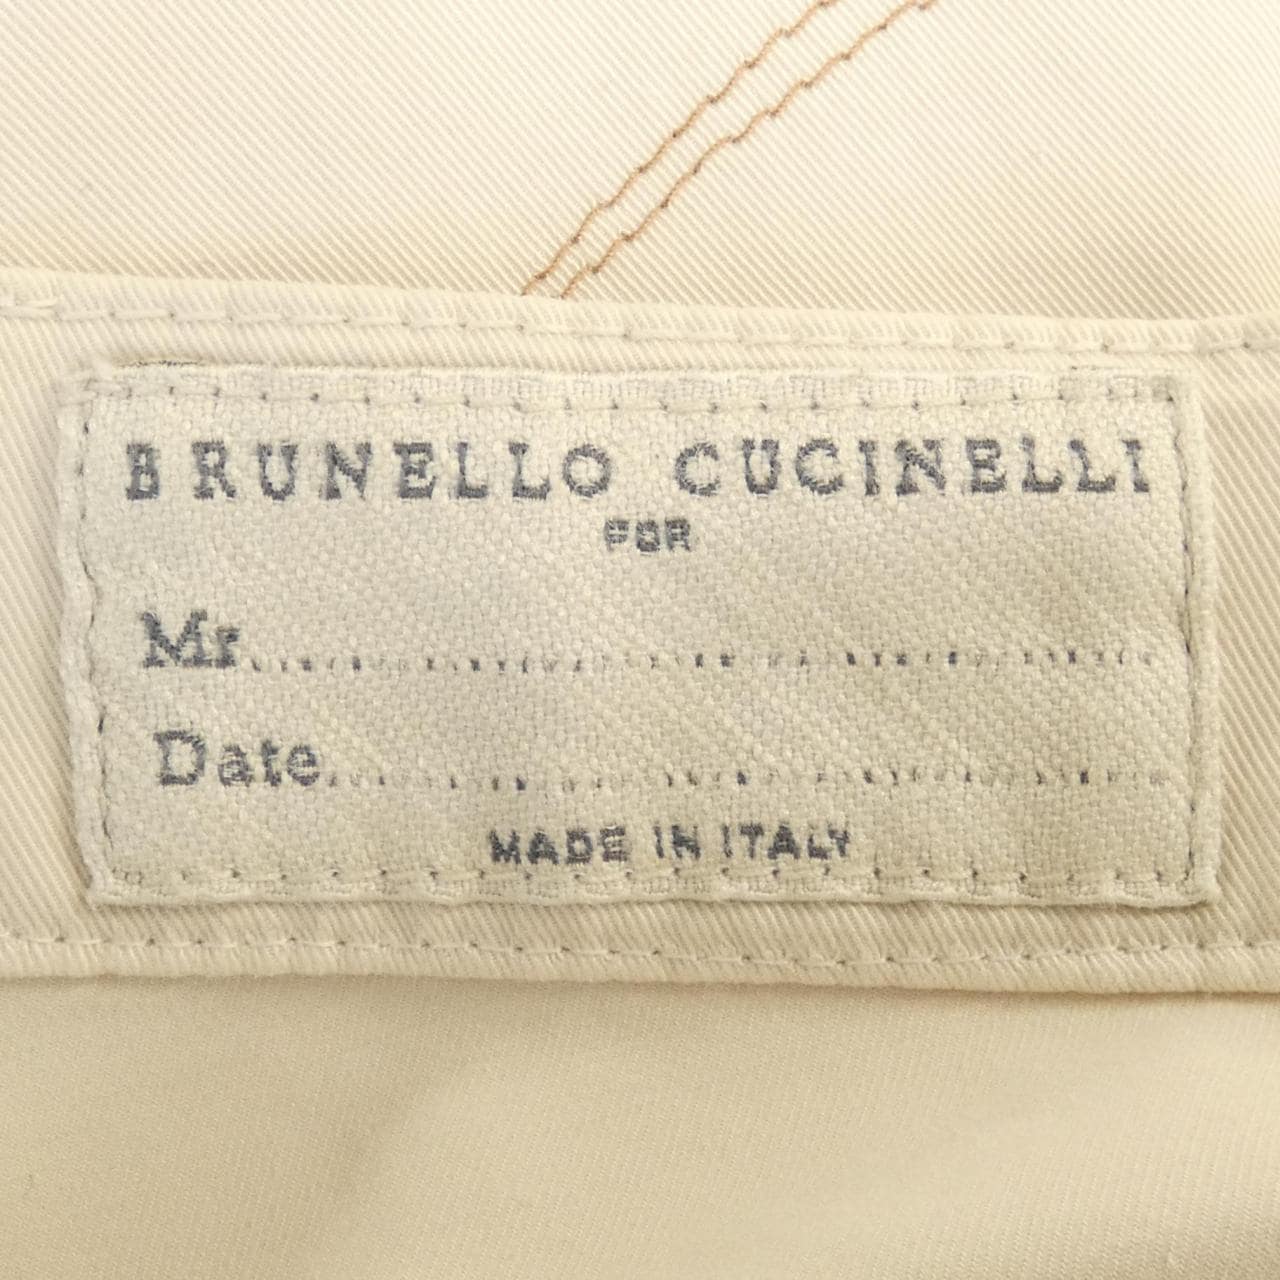 BRUNELLO CUCINELLI
FOR
Mr..............................
Date..............................
MADE IN ITALY